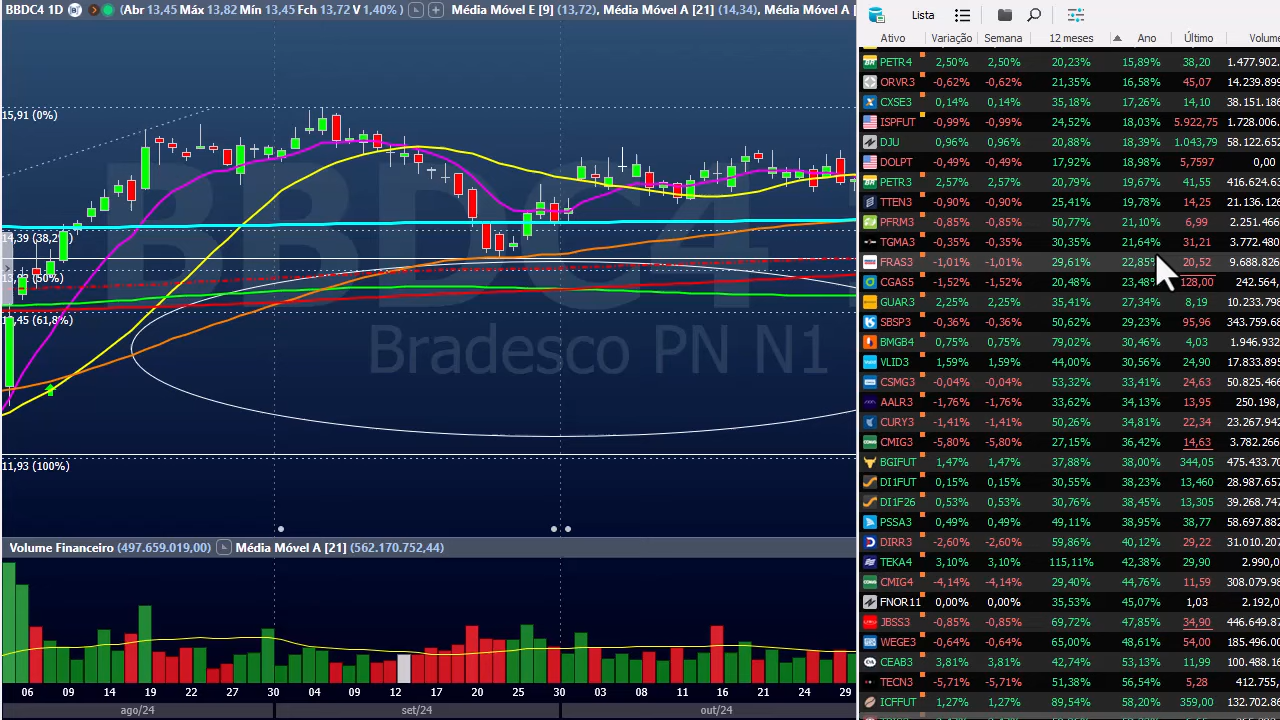 BBDC4 1D (Abr 13,45 Máx 13,82 Mín 13,45 Fch 13,72 V 1,40% ) Média Móvel E [9] (13,72), Média Móvel A [21] (14,34), Média Móvel A [
15,91 (0%)
14,39 (38,2%)
(50%)
(61,8%)
11,93 (100%)
BBDC4 1
Bradesco PN N1
Volume Financeiro (497.659.019,00) Média Móvel A [21] (562.170.752,44)
06 09 14 19 22 27 30 04 09 12 17 20 25 30 03 08 11 16 21 24 29
ago/24 set/24 out/24
Lista
Ativo Variação Semana 12 meses Ano Último Volume
PETR4 2,50% 2,50% 20,23% 15,89% 38,20 1.477.902.
ORVR3 -0,62% -0,62% 21,35% 16,58% 45,07 14.239.899
CXSE3 0,14% 0,14% 35,18% 17,26% 14,10 38.151.186
ISPFUT -0,99% -0,99% 24,52% 18,03% 5.922,75 1.728.006.
DJU 0,96% 0,96% 20,88% 18,39% 1.043,79 58.122.652
DOLPT -0,49% -0,49% 17,92% 18,98% 5,7597 0,00
PETR3 2,57% 2,57% 20,79% 19,67% 41,55 416.624.63
TTEN3 -0,90% -0,90% 25,41% 19,78% 14,25 21.136.126
PFRM3 -0,85% -0,85% 50,77% 21,10% 6,99 2.251.466
TGMA3 -0,35% -0,35% 30,35% 21,64% 31,21 3.772.0
FRAS3 -1,01% -1,01% 29,61% 22,85% 20,52 9.688.826
CGAS5 -1,52% -1,52% 20,48% 23,48% 128,00 242.598,
GUAR3 2,25% 2,25% 35,41% 27,24% 8,19 10.233.790
SBSP3 -0,36% -0,36% 50,62% 29,23% 95,96 343.759.68
BMGB4 0,75% 0,75% 79,02% 30,46% 4,03 1.946.932
VLID3 1,59% 1,59% 44,00% 30,56% 24,90 17.833.895
CSMG3 -0,04% -0,04% 53,32% 33,41% 24,63 50.825.466
AALR3 -1,76% -1,76% 33,62% 34,13% 13,95 250.198,
CURY3 -1,41% -1,41% 50,26% 34,81% 22,34 23.267.942
CMIG3 -5,80% -5,80% 27,15% 36,42% 14,63 3.782.266
BGIFUT 1,47% 1,47% 37,88% 38,00% 344,05 475.433.70
DI1FUT 0,15% 0,15% 30,55% 38,23% 13,460 28.987.657
DI1F26 0,53% 0,53% 30,76% 38,45% 13,305 39.268.747
PSSA3 0,49% 0,49% 49,11% 38,95% 38,77 58.618.630
DIRR3 -2,60% -2,60% 59,86% 40,12% 29,22 31.010.207
TEKA4 3,10% 3,10% 115,11% 42,38% 29,90 2.990,0
CMIG4 -4,14% -4,14% 29,40% 44,76% 11,59 308.079.98
FNOR11 0,00% 0,00% 35,53% 45,07% 1,03 2.192,0
JBSS3 -0,85% -0,85% 69,72% 47,85% 34,90 446.640.87
WEGE3 -0,64% -0,64% 65,00% 48,61% 54,00 185.496.50
CEAB3 3,81% 3,81% 42,74% 53,13% 11,99 100.488.16
TECN3 -5,71% -5,71% 51,38% 56,54% 5,28 412.755,
ICFFUT 1,27% 1,27% 89,54% 58,20% 359,00 132.702.86